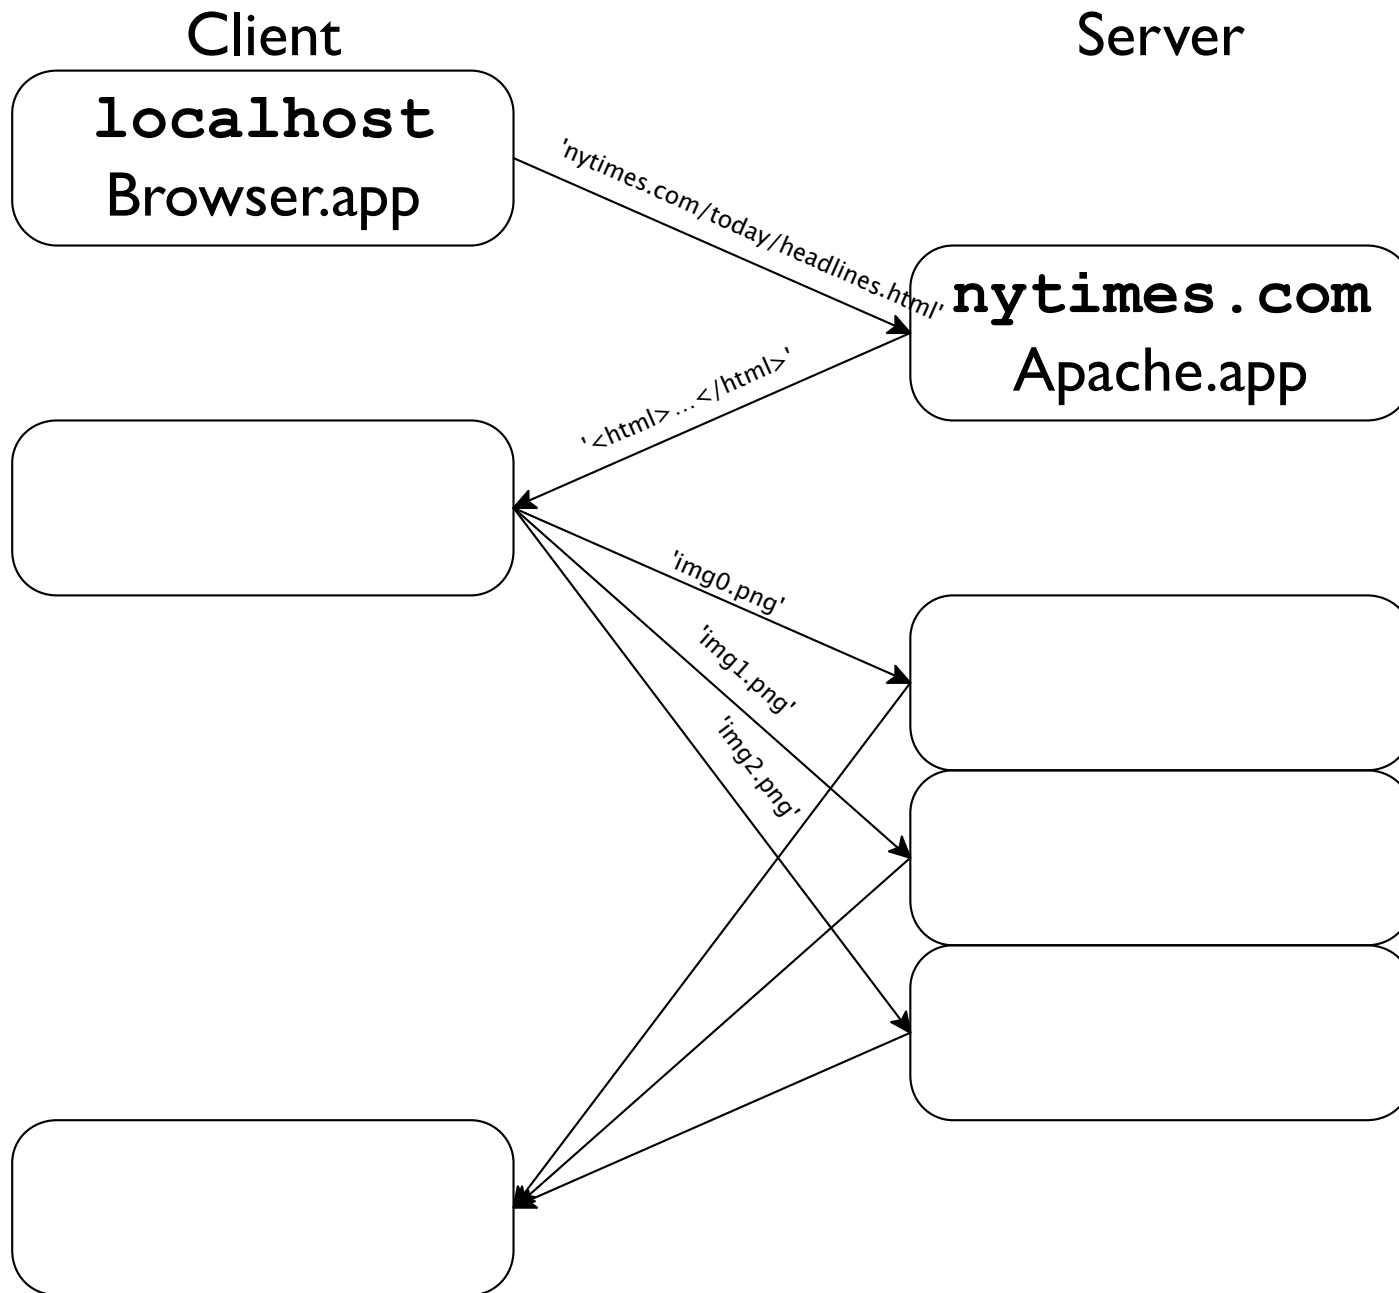 Client
Server
localhost
Browser.app
'nytimes.com/today/headlines.html'
nytimes.com
Apache.app
'<html>...</html>'
'img0.png'
'img1.png'
'img2.png'